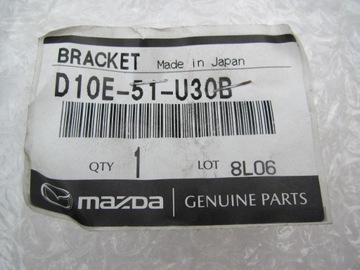 BRACKET Made in Japan
D10E-51-U30B
QTY 1 LOT 8L06
mazda GENUINE PARTS